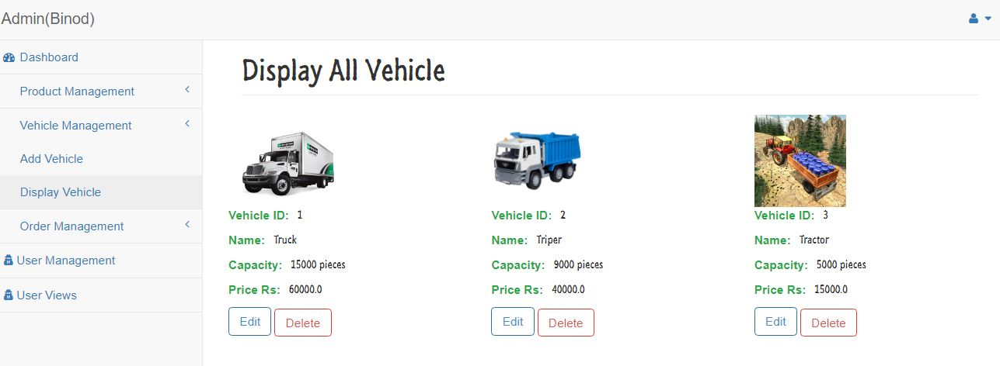 Admin(Binod)
Dashboard
Product Management
Vehicle Management
Add Vehicle
Display Vehicle
Order Management
User Management
User Views
Display All Vehicle
Vehicle ID: 1
Name: Truck
Capacity: 15000 pieces
Price Rs: 60000.0
Edit Delete
Vehicle ID: 2
Name: Triper
Capacity: 9000 pieces
Price Rs: 40000.0
Edit Delete
Vehicle ID: 3
Name: Tractor
Capacity: 5000 pieces
Price Rs: 15000.0
Edit Delete